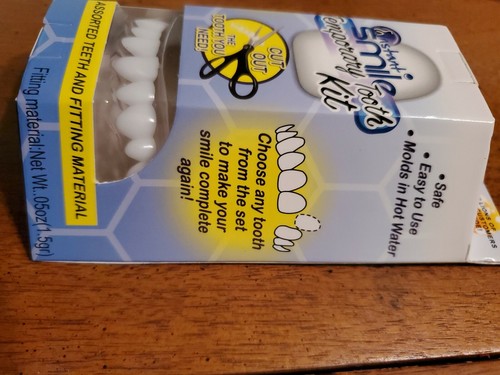 Instant
Smile
Temporary Tooth
Kit
• Safe
• Easy to Use
• Molds in Hot Water
CUT
OUT
THE
TOOTH YOU
NEED!
Choose any tooth
from the set
to make your
smile complete
again!
ASSORTED TEETH AND FITTING MATERIAL
Fitting material:Net Wt. .05oz(1.5gr)
OF